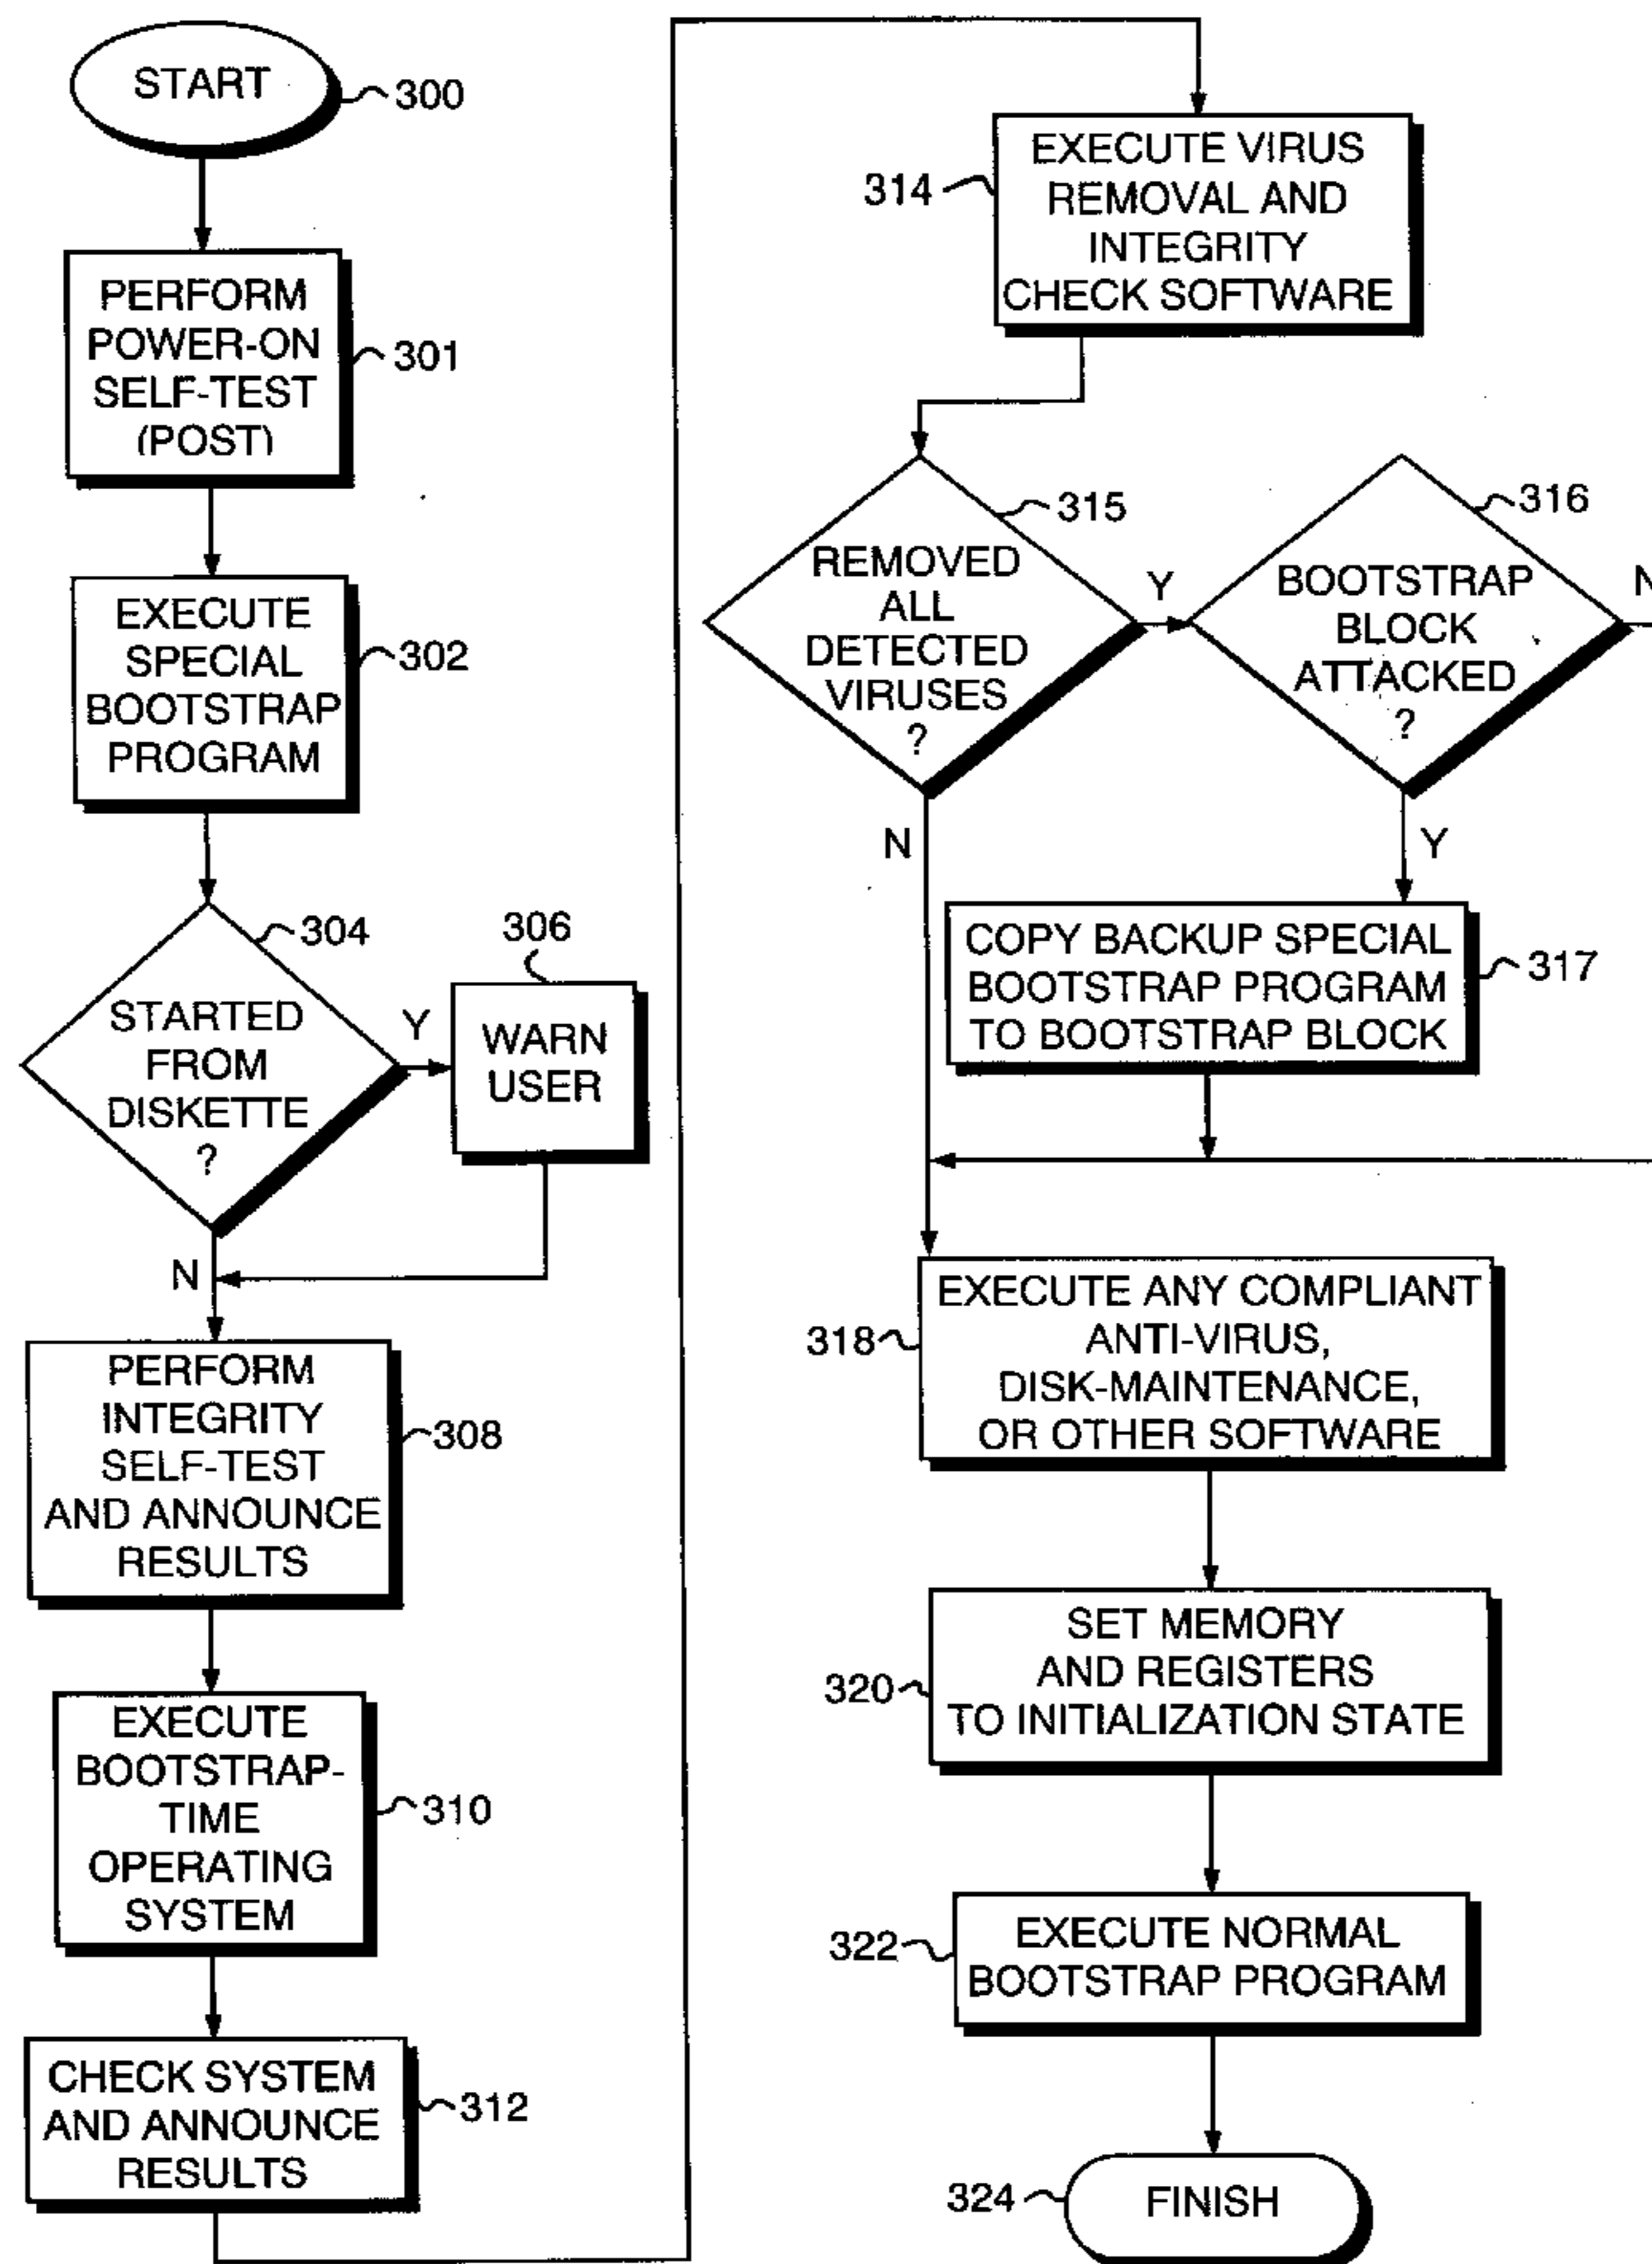 START
300
PERFORM
POWER-ON
SELF-TEST
(POST)
301
EXECUTE
SPECIAL
BOOTSTRAP
PROGRAM
302
304
STARTED
FROM
DISKETTE
?
Y
N
306
WARN
USER
PERFORM
INTEGRITY
SELF-TEST
AND ANNOUNCE
RESULTS
308
EXECUTE
BOOTSTRAP-
TIME
OPERATING
SYSTEM
310
CHECK SYSTEM
AND ANNOUNCE
RESULTS
312
314
EXECUTE VIRUS
REMOVAL AND
INTEGRITY
CHECK SOFTWARE
315
REMOVED
ALL
DETECTED
VIRUSES
?
Y
N
316
BOOTSTRAP
BLOCK
ATTACKED
?
N
Y
COPY BACKUP SPECIAL
BOOTSTRAP PROGRAM
TO BOOTSTRAP BLOCK
317
318
EXECUTE ANY COMPLIANT
ANTI-VIRUS,
DISK-MAINTENANCE,
OR OTHER SOFTWARE
320
SET MEMORY
AND REGISTERS
TO INITIALIZATION STATE
322
EXECUTE NORMAL
BOOTSTRAP PROGRAM
324
FINISH